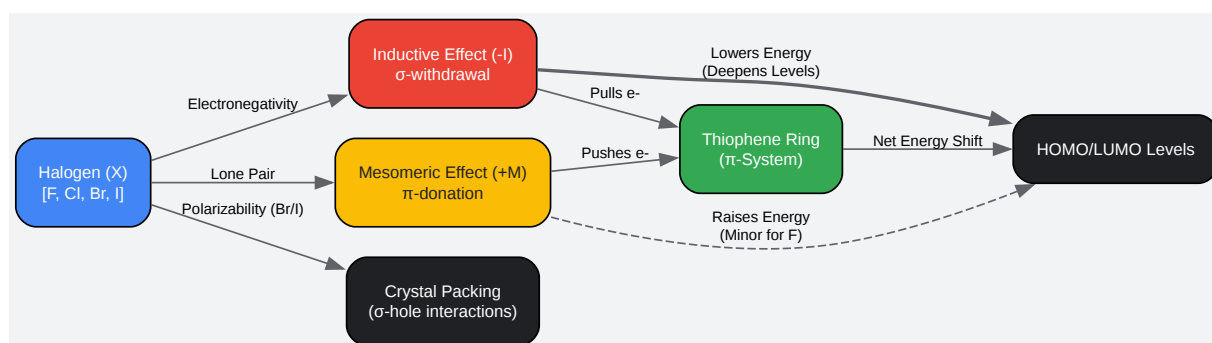 Halogen (X)
[F, Cl, Br, I]
Electronegativity
Lone Pair
Polarizability (Br/I)
Inductive Effect (-I)
σ-withdrawal
Mesomeric Effect (+M)
π-donation
Crystal Packing
(σ-hole interactions)
Lowers Energy
(Deepens Levels)
Pulls e-
Pushes e-
Thiophene Ring
(π-System)
Net Energy Shift
Raises Energy
(Minor for F)
HOMO/LUMO Levels